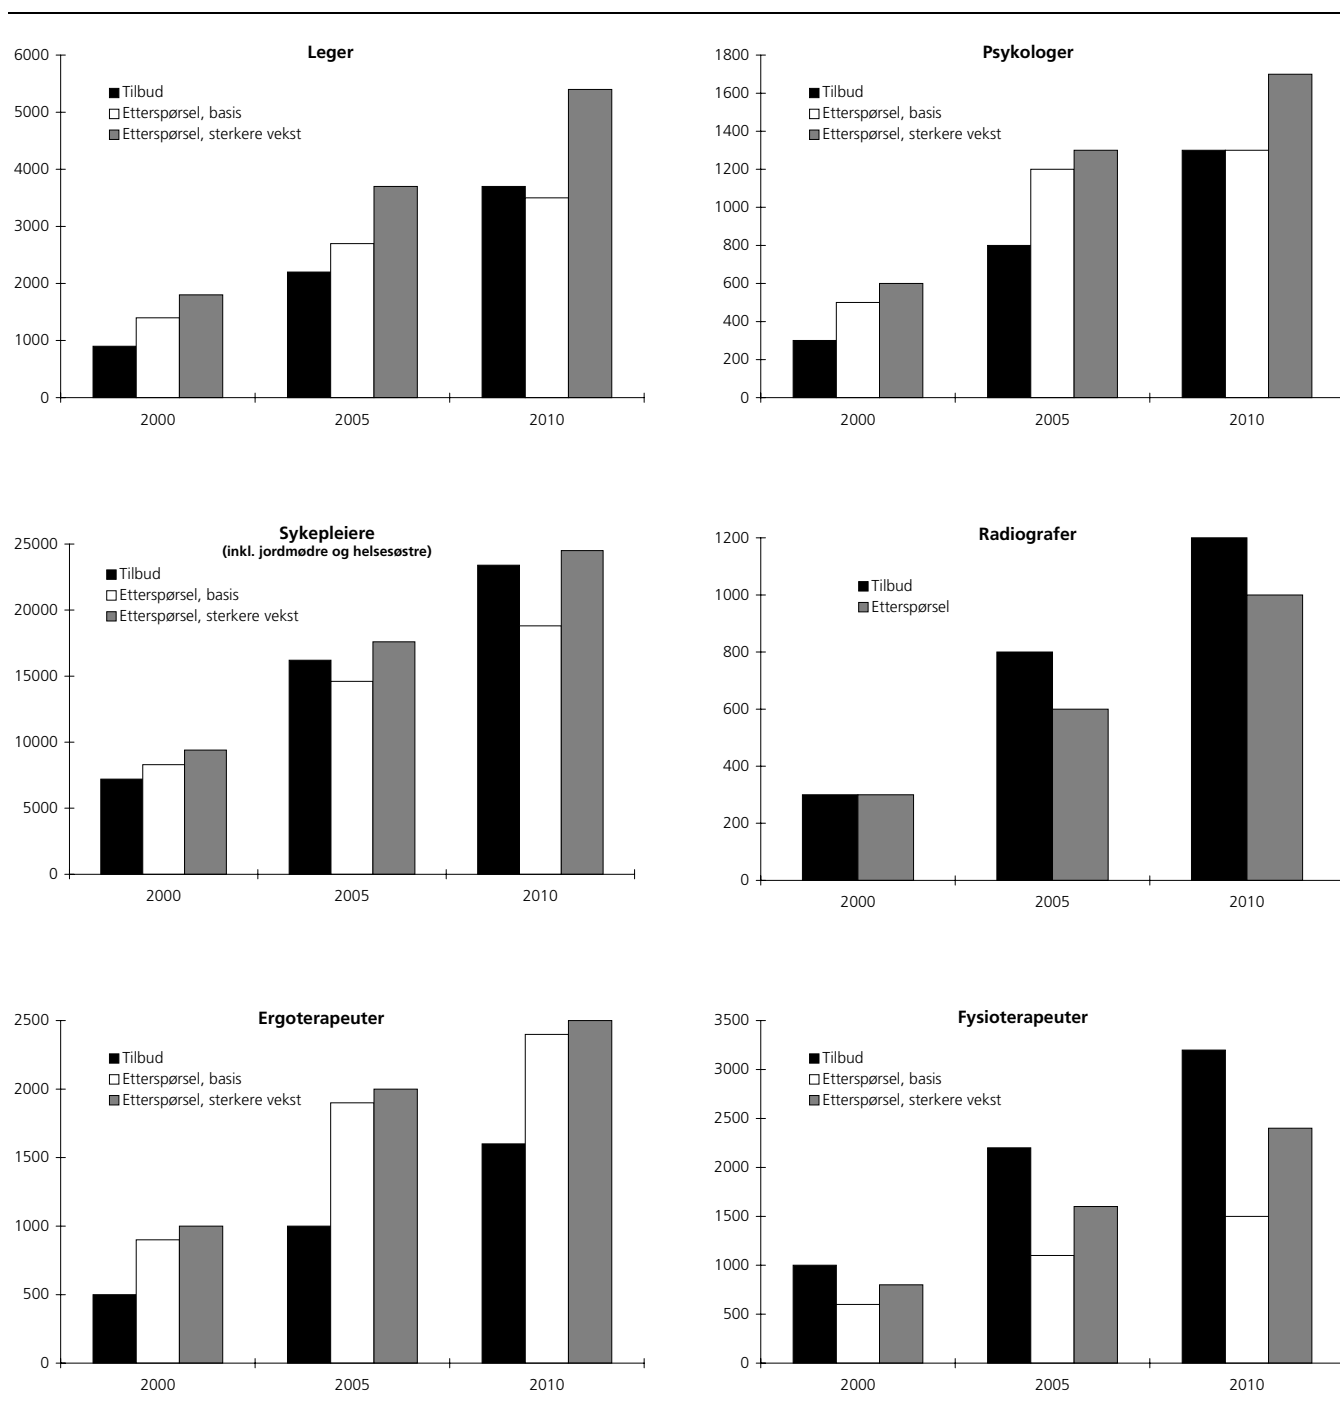 Leger
6000
5000
4000
3000
2000
1000
0
Tilbud
Etterspørsel, basis
Etterspørsel, sterkere vekst
2000 2005 2010
Psykologer
1800
1600
1400
1200
1000
800
600
400
200
0
Tilbud
Etterspørsel, basis
Etterspørsel, sterkere vekst
2000 2005 2010
Sykepleiere
(inkl. jordmødre og helsesøstre)
25000
20000
15000
10000
5000
0
Tilbud
Etterspørsel, basis
Etterspørsel, sterkere vekst
2000 2005 2010
Radiografer
1200
1000
800
600
400
200
0
Tilbud
Etterspørsel
2000 2005 2010
Ergoterapeuter
2500
2000
1500
1000
500
0
Tilbud
Etterspørsel, basis
Etterspørsel, sterkere vekst
2000 2005 2010
Fysioterapeuter
3500
3000
2500
2000
1500
1000
500
0
Tilbud
Etterspørsel, basis
Etterspørsel, sterkere vekst
2000 2005 2010